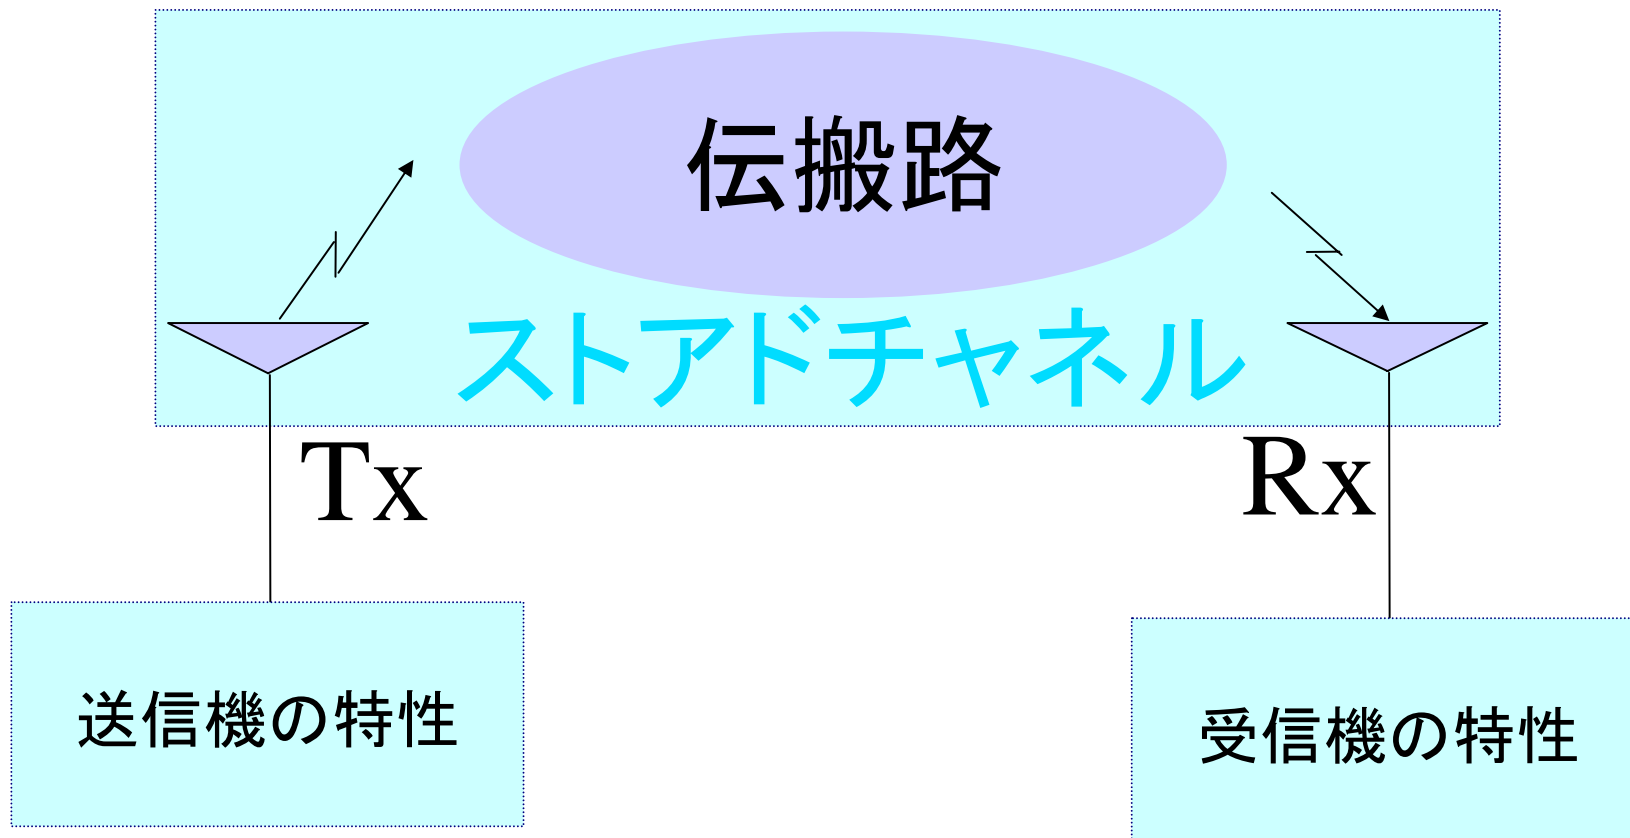 伝搬路
ストアドチャネル
Tx
Rx
送信機の特性
受信機の特性